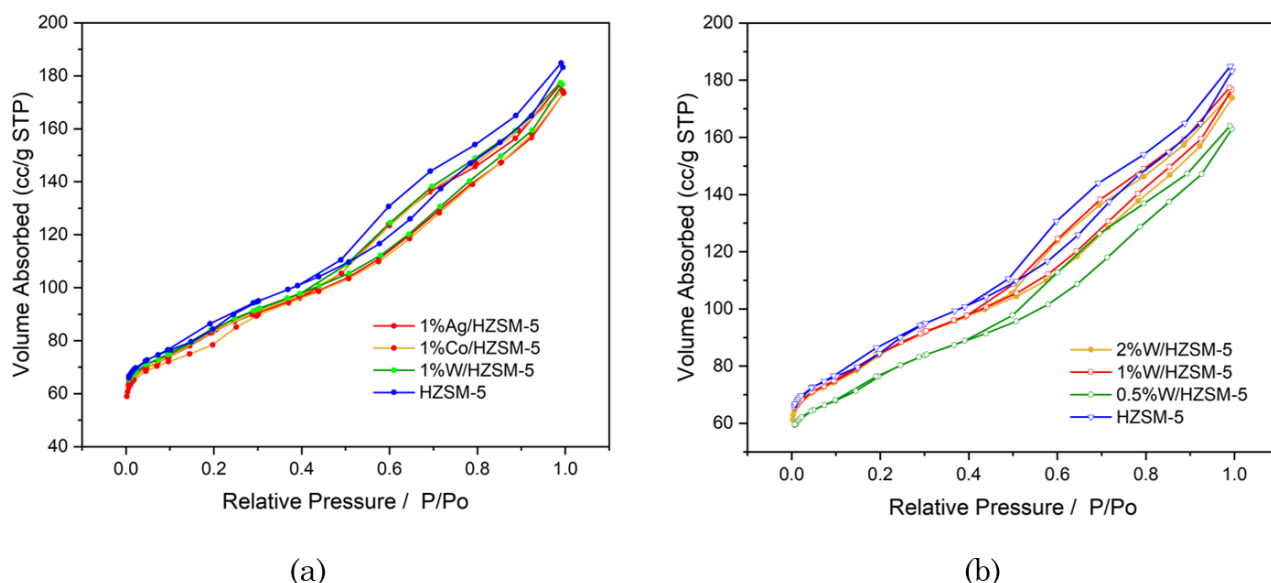 200
180
160
140
120
100
80
60
40
Volume Absorbed (cc/g STP)
0.0 0.2 0.4 0.6 0.8 1.0
Relative Pressure / P/Po
1%Ag/HZSM-5
1%Co/HZSM-5
1%W/HZSM-5
HZSM-5
(a)
200
180
160
140
120
100
80
60
Volume Absorbed (cc/g STP)
0.0 0.2 0.4 0.6 0.8 1.0
Relative Pressure / P/Po
2%W/HZSM-5
1%W/HZSM-5
0.5%W/HZSM-5
HZSM-5
(b)